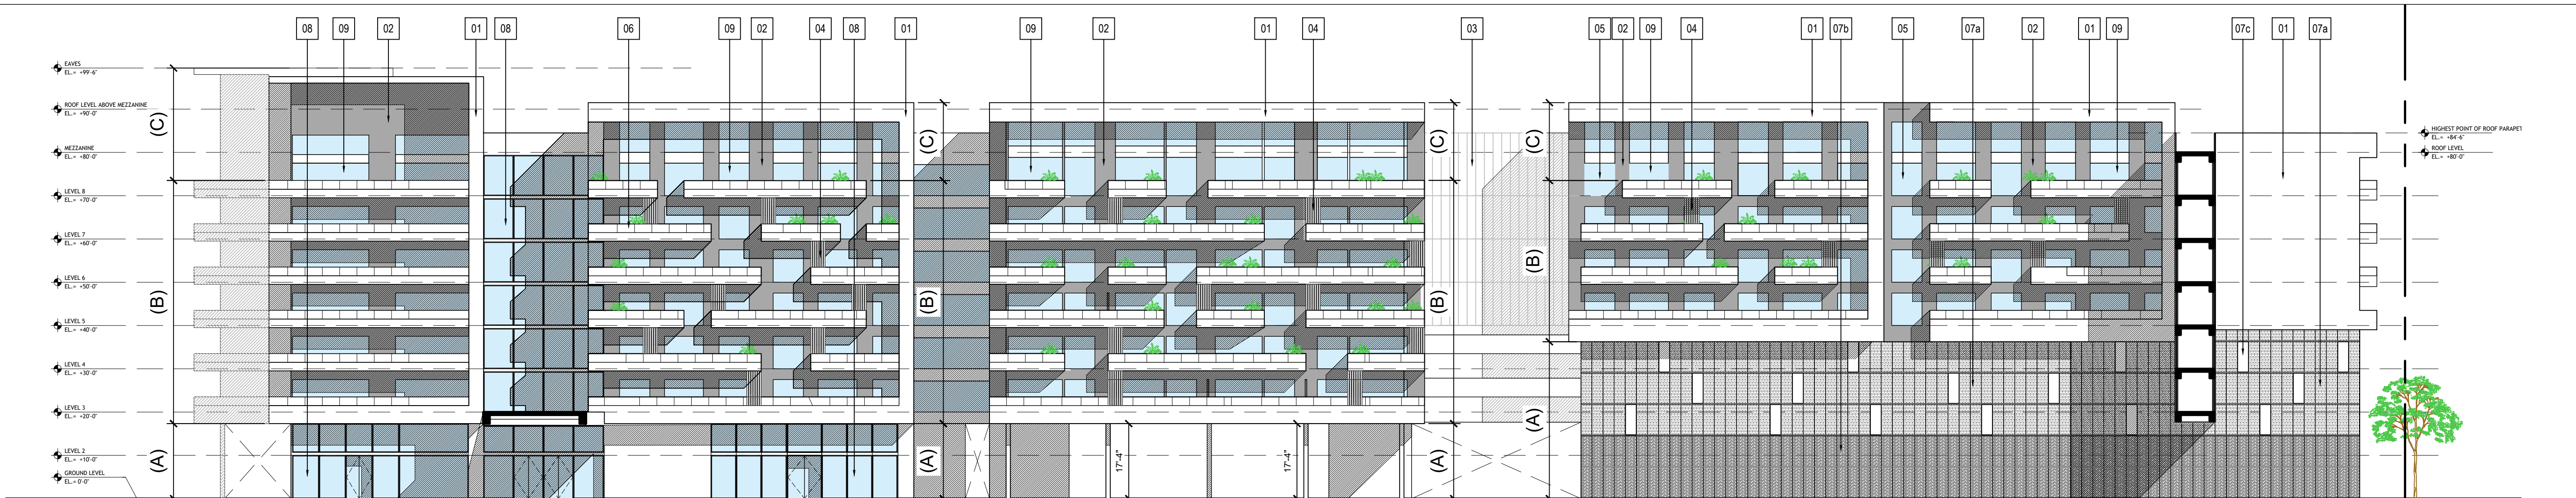 08
09
02
01
08
06
09
02
04
08
01
09
02
01
04
03
05
02
09
04
01
07b
05
07a
02
01
09
07c
01
07a
EAVES
EL.= +99'-6"
ROOF LEVEL ABOVE MEZZANINE
EL.= +90'-0"
MEZZANINE
EL.= +80'-0"
LEVEL 8
EL.= +70'-0"
LEVEL 7
EL.= +60'-0"
LEVEL 6
EL.= +50'-0"
LEVEL 5
EL.= +40'-0"
LEVEL 4
EL.= +30'-0"
LEVEL 3
EL.= +20'-0"
LEVEL 2
EL.= +10'-0"
GROUND LEVEL
EL.= 0'-0"
(C)
(B)
(A)
(C)
(B)
(A)
17'-4"
17'-4"
(C)
(B)
(A)
(C)
(B)
(A)
HIGHEST POINT OF ROOF PARAPET
EL.= +84'-6"
ROOF LEVEL
EL.= +80'-0"